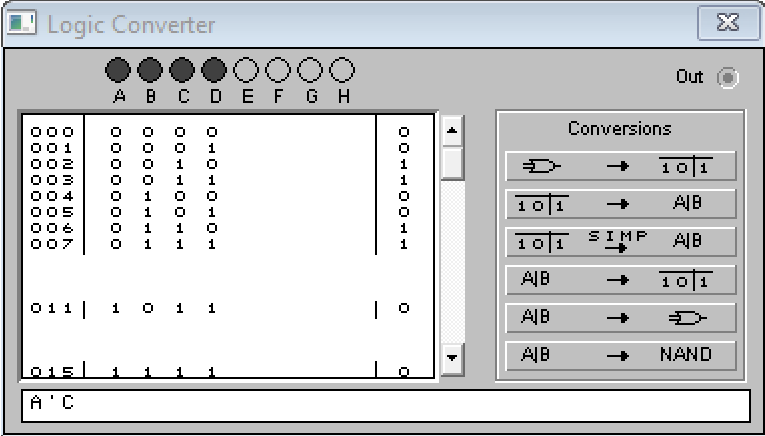 Logic Converter
A B C D E F G H
Out
000 0 0 0 0 0
001 0 0 0 1 0
002 0 0 1 0 1
003 0 0 1 1 1
004 0 1 0 0 0
005 0 1 0 1 0
006 0 1 1 0 1
007 0 1 1 1 1
011 1 0 1 1 0
015 1 1 1 1 0
A'C
Conversions
→ 1 0|1
1 0|1 → A|B
1 0|1 SIMP → A|B
A|B → 1 0|1
A|B →
A|B → NAND